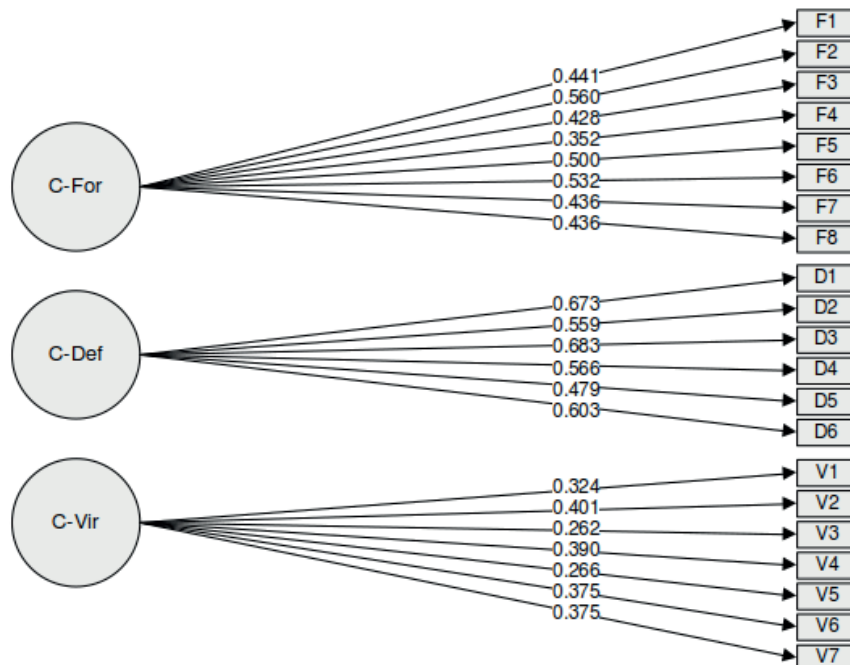 F1
F2
F3
F4
F5
F6
F7
F8
C-For
0.441
0.560
0.428
0.352
0.500
0.532
0.436
0.436
D1
D2
D3
D4
D5
D6
C-Def
0.673
0.559
0.683
0.566
0.479
0.603
V1
V2
V3
V4
V5
V6
V7
C-Vir
0.324
0.401
0.262
0.390
0.266
0.375
0.375